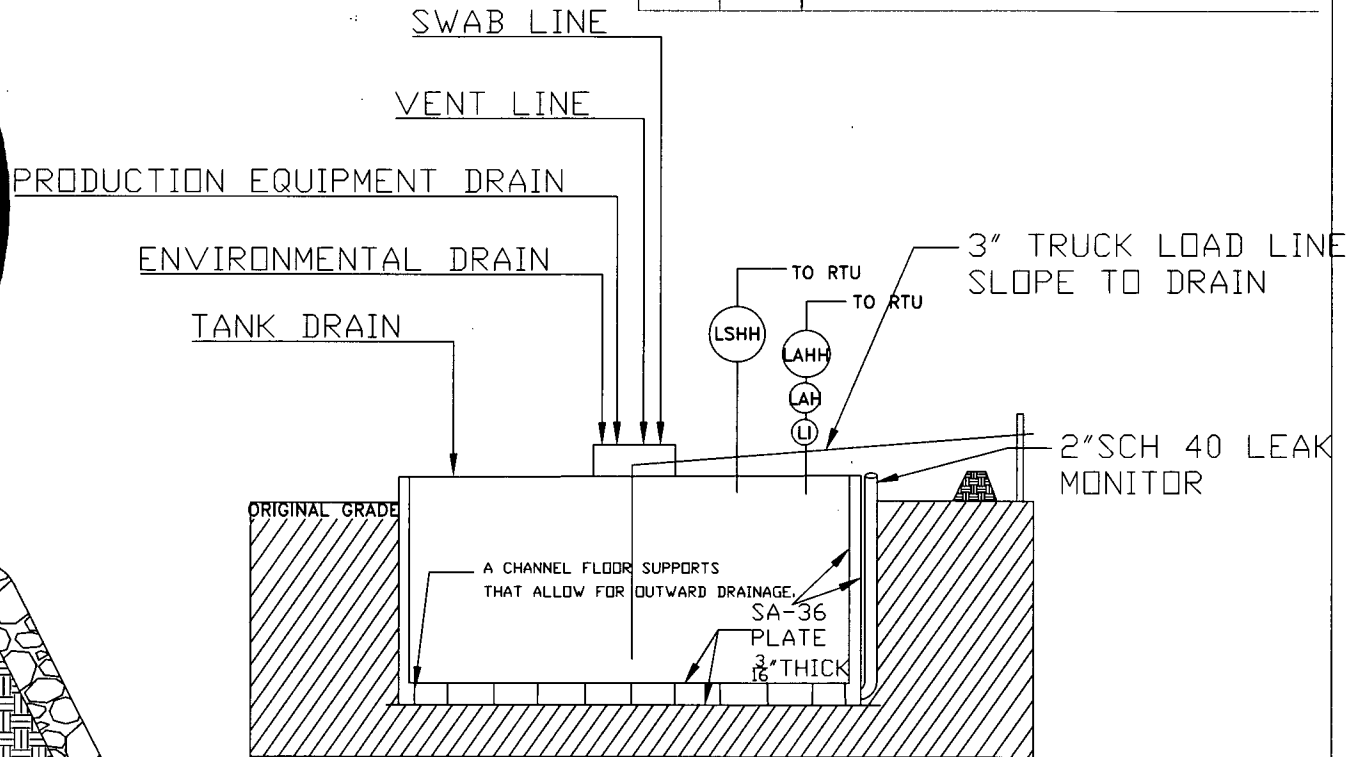 SWAB LINE
VENT LINE
PRODUCTION EQUIPMENT DRAIN
ENVIRONMENTAL DRAIN
TANK DRAIN
TO RTU
TO RTU
3" TRUCK LOAD LINE
SLOPE TO DRAIN
LSHH
LAHH
LAH
LI
2"SCH 40 LEAK
MONITOR
ORIGINAL GRADE
A CHANNEL FLOOR SUPPORTS
THAT ALLOW FOR OUTWARD DRAINAGE.
SA-36
PLATE
3/16" THICK